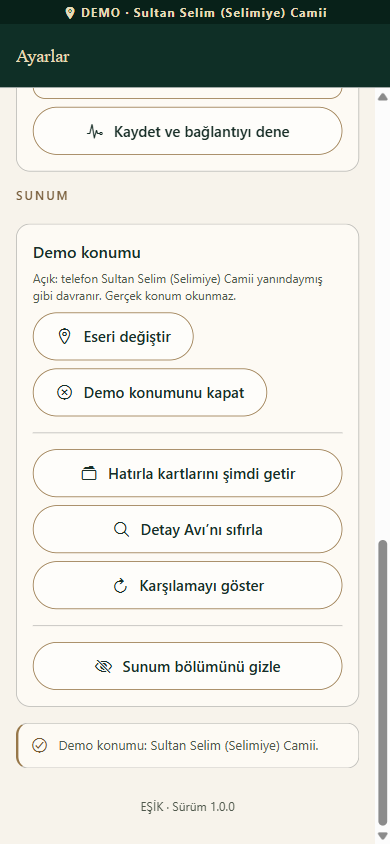 DEMO · Sultan Selim (Selimiye) Camii
Ayarlar
Kaydet ve bağlantıyı dene
SUNUM
Demo konumu
Açık: telefon Sultan Selim (Selimiye) Camii yanındaymış
gibi davranır. Gerçek konum okunmaz.
Eseri değiştir
Demo konumunu kapat
Hatırla kartlarını şimdi getir
Detay Avı’nı sıfırla
Karşılamayı göster
Sunum bölümünü gizle
Demo konumu: Sultan Selim (Selimiye) Camii.
EŞİK · Sürüm 1.0.0